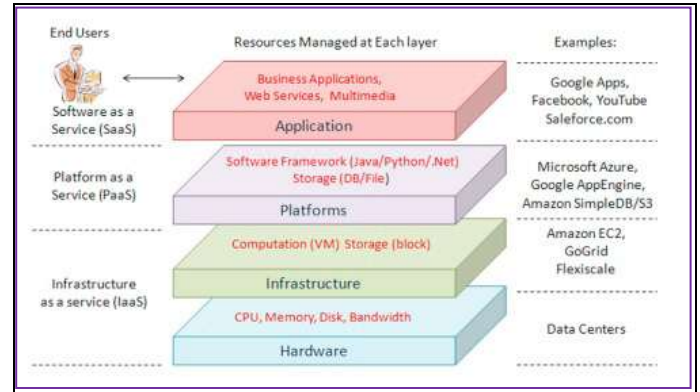 End Users
Resources Managed at Each layer
Examples:
Business Applications,
Web Services, Multimedia
Application
Software as a
Service (SaaS)
Google Apps,
Facebook, YouTube
Saleforce.com
Platform as a
Service (PaaS)
Software Framework (Java/Python/.Net)
Storage (DB/File)
Platforms
Microsoft Azure,
Google AppEngine,
Amazon SimpleDB/S3
Infrastructure
as a service (IaaS)
Computation (VM) Storage (block)
Infrastructure
Amazon EC2,
GoGrid
Flexiscale
CPU, Memory, Disk, Bandwidth
Hardware
Data Centers